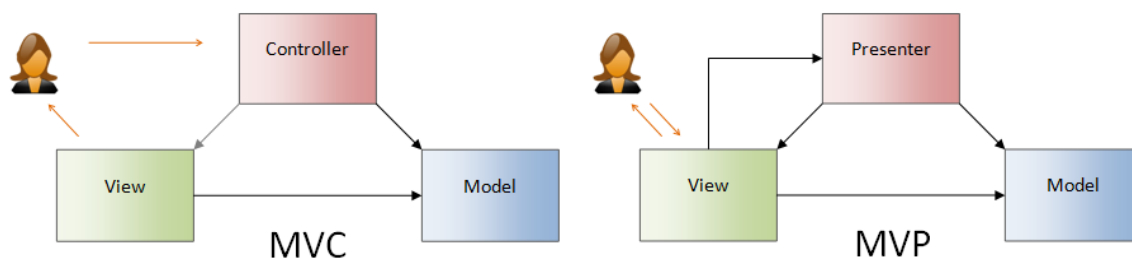 Controller
View
Model
MVC
Presenter
View
Model
MVP